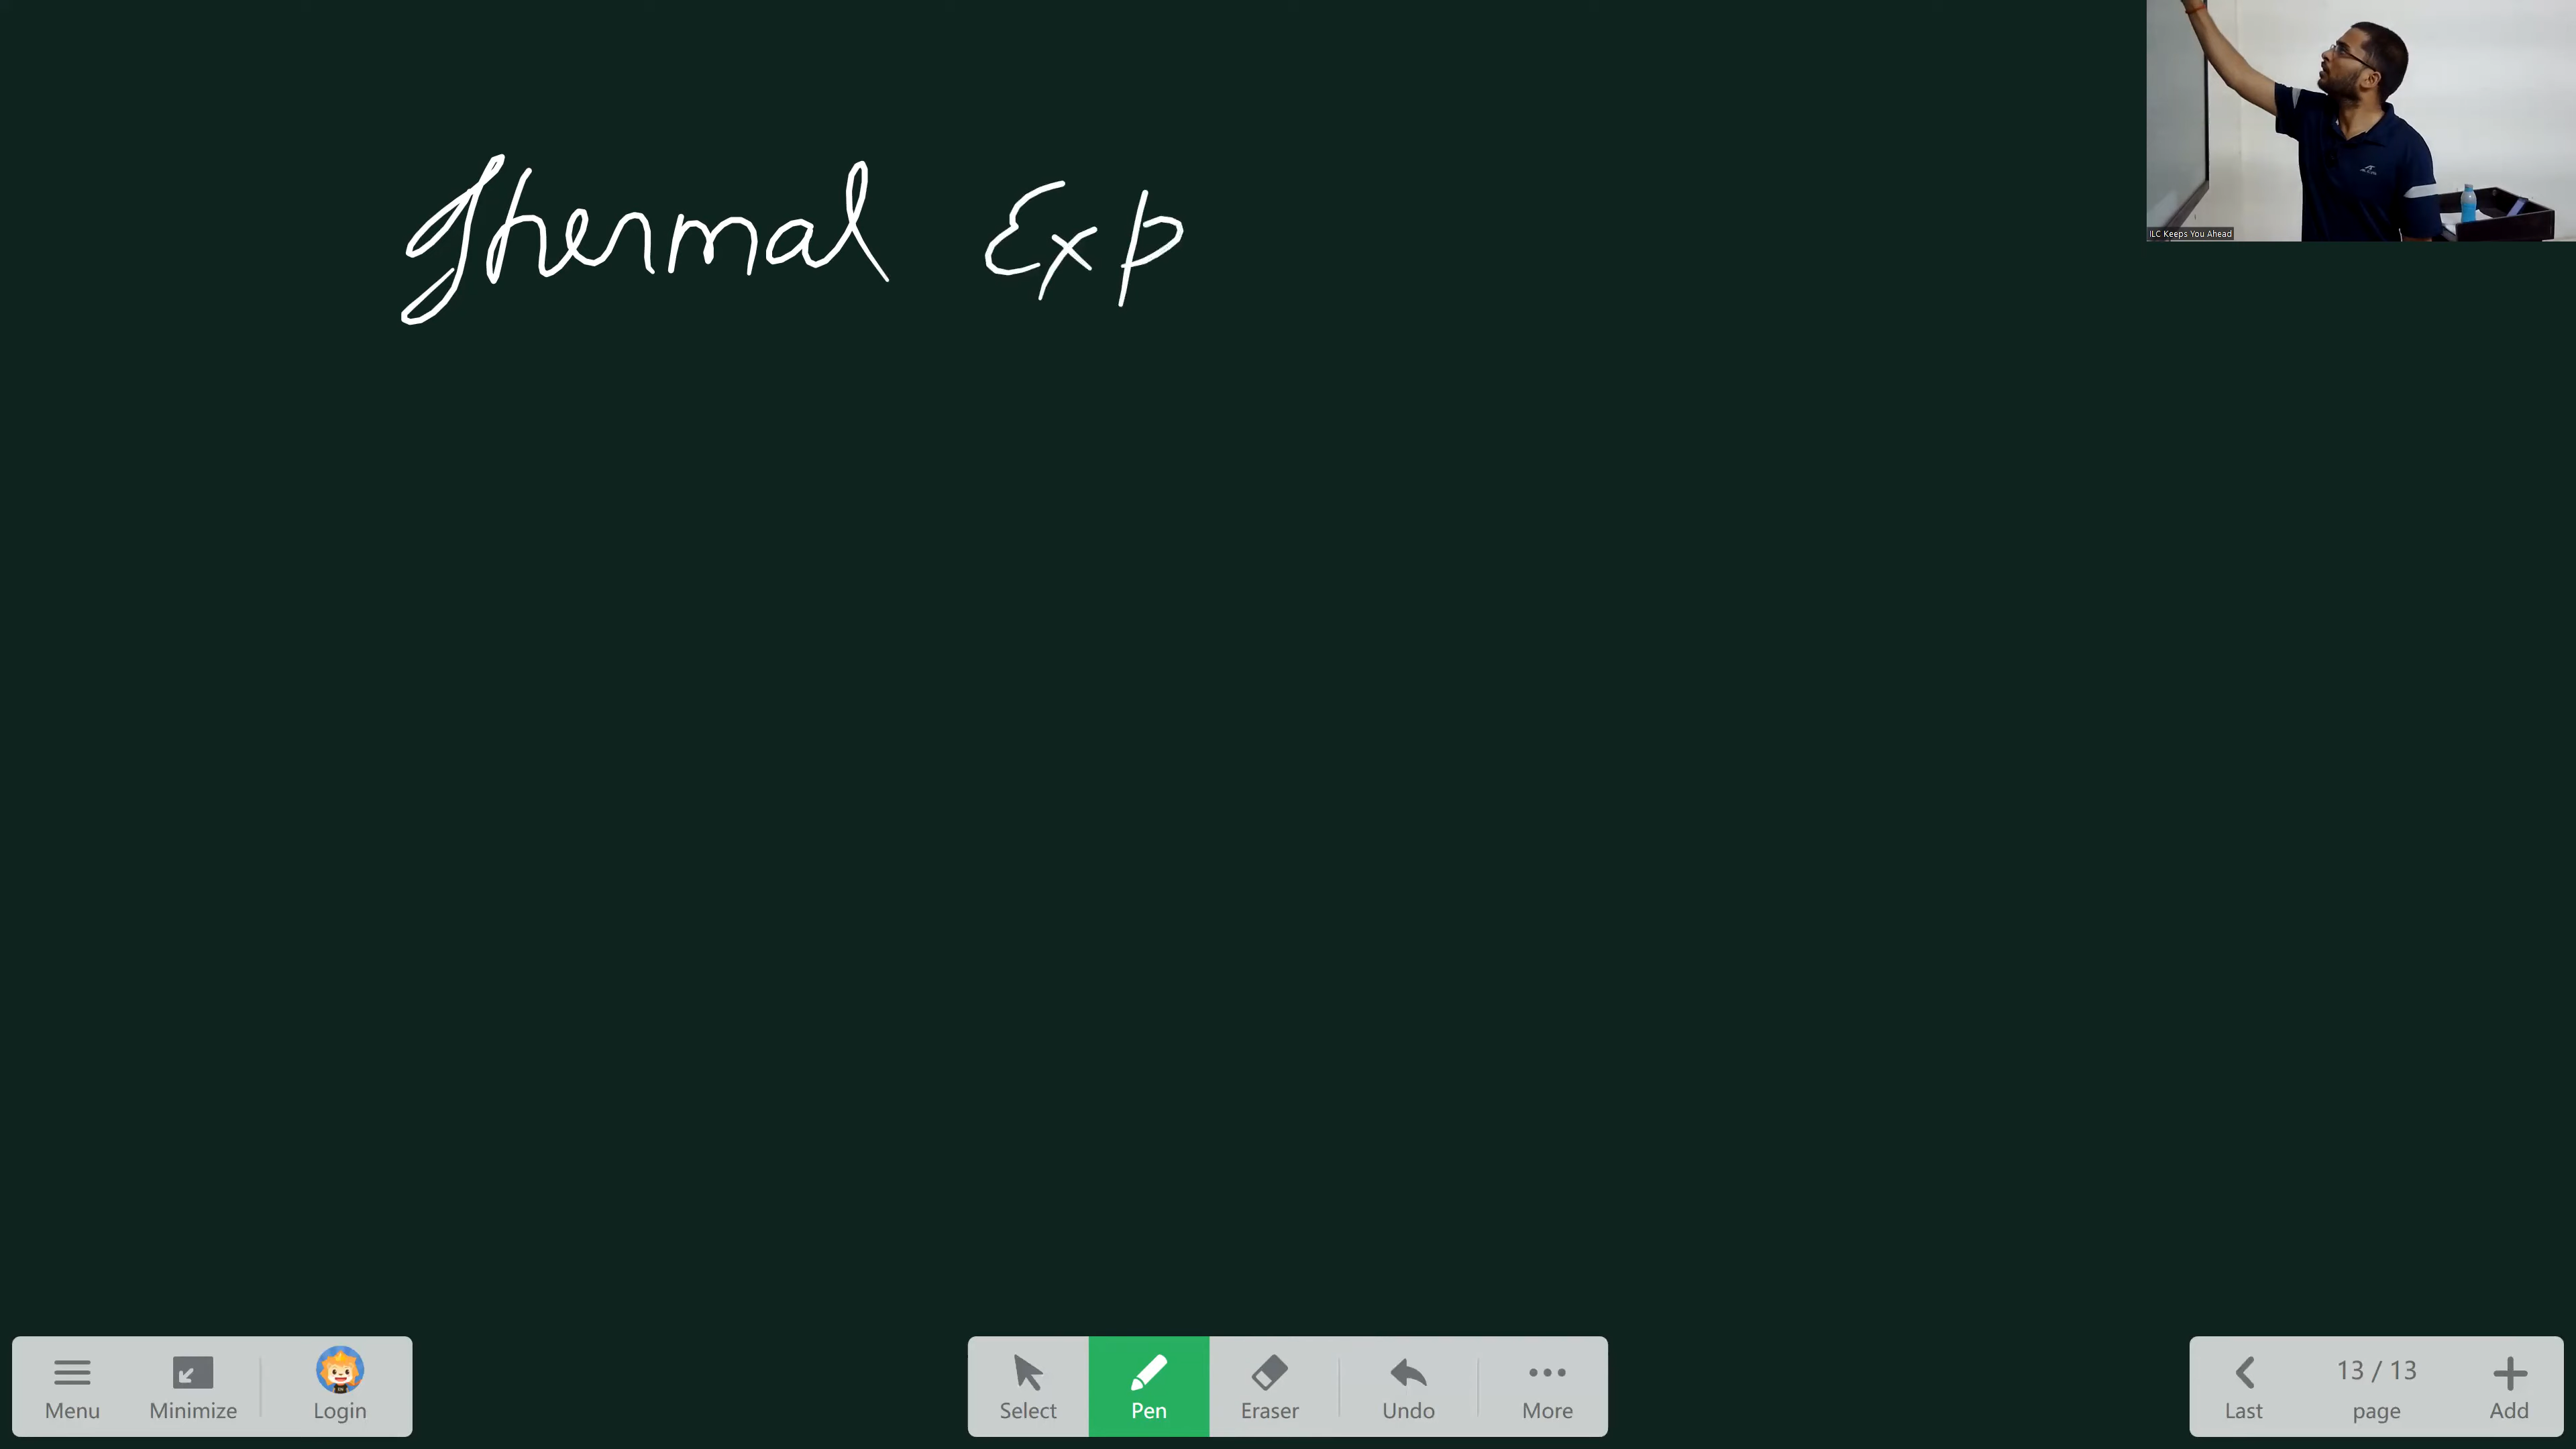 Thermal Exp
ILC Keeps You Ahead
Menu
Minimize
Login
Select
Pen
Eraser
Undo
More
Last
13 / 13
page
Add